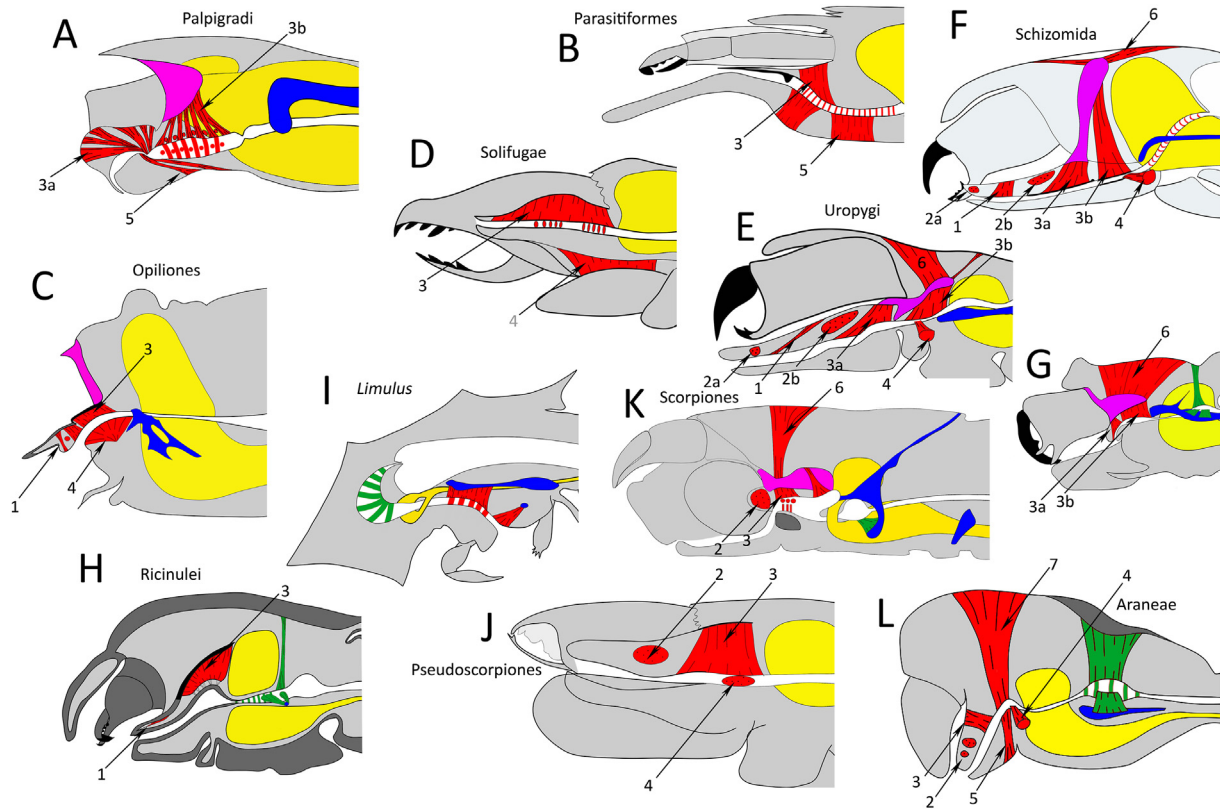 A
Palpigradi
3b
3a
5
B
Parasitiformes
3
5
F
Schizomida
6
2a
1
2b
3a
3b
4
D
Solifugae
3
4
E
Uropygi
3b
6
2a
1
2b
3a
4
C
Opiliones
3
1
4
I
Limulus
K
Scorpiones
6
2
3
G
6
3a
3b
H
Ricinulei
3
1
J
Pseudoscorpiones
2
3
4
L
Araneae
7
4
3
2
5